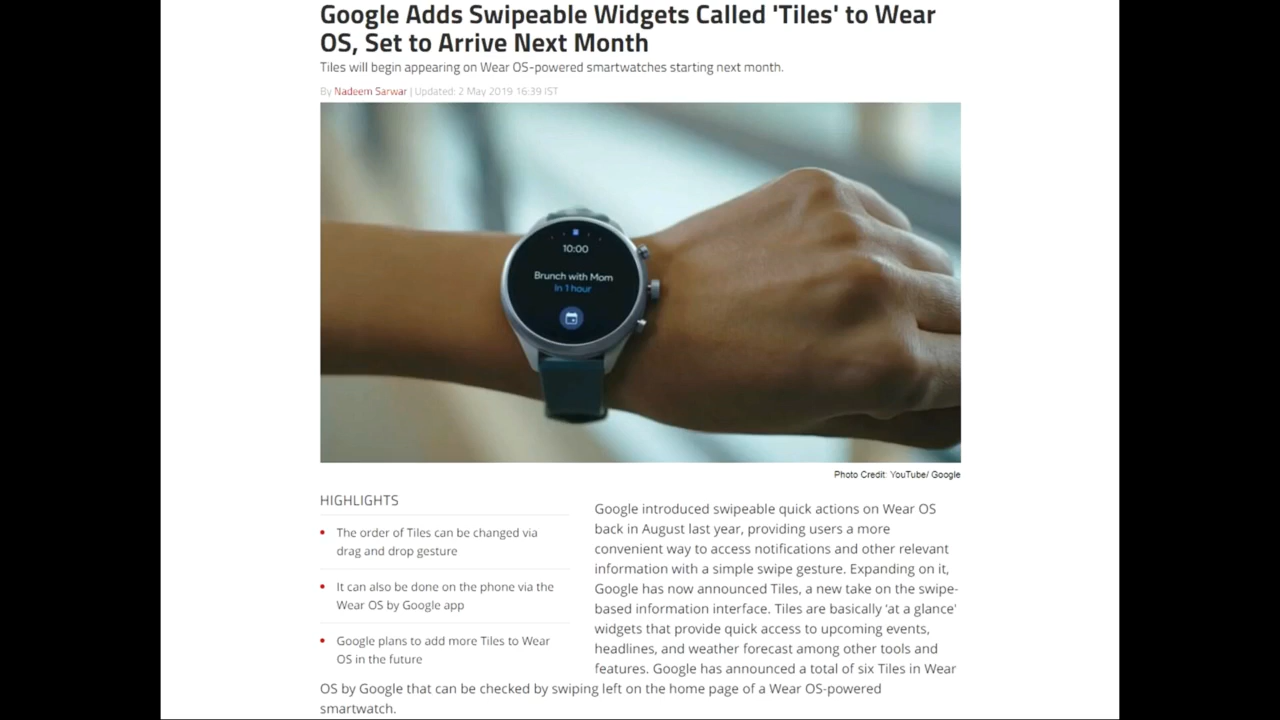 Google Adds Swipeable Widgets Called 'Tiles' to Wear
OS, Set to Arrive Next Month
Tiles will begin appearing on Wear OS-powered smartwatches starting next month.
By Nadeem Sarwar | Updated: 2 May 2019 16:39 IST
10:00
Brunch with Mom
In 1 hour
Photo Credit: YouTube/ Google
HIGHLIGHTS
The order of Tiles can be changed via
drag and drop gesture
It can also be done on the phone via the
Wear OS by Google app
Google plans to add more Tiles to Wear
OS in the future
Google introduced swipeable quick actions on Wear OS
back in August last year, providing users a more
convenient way to access notifications and other relevant
information with a simple swipe gesture. Expanding on it,
Google has now announced Tiles, a new take on the swipe-
based information interface. Tiles are basically 'at a glance'
widgets that provide quick access to upcoming events,
headlines, and weather forecast among other tools and
features. Google has announced a total of six Tiles in Wear
OS by Google that can be checked by swiping left on the home page of a Wear OS-powered
smartwatch.